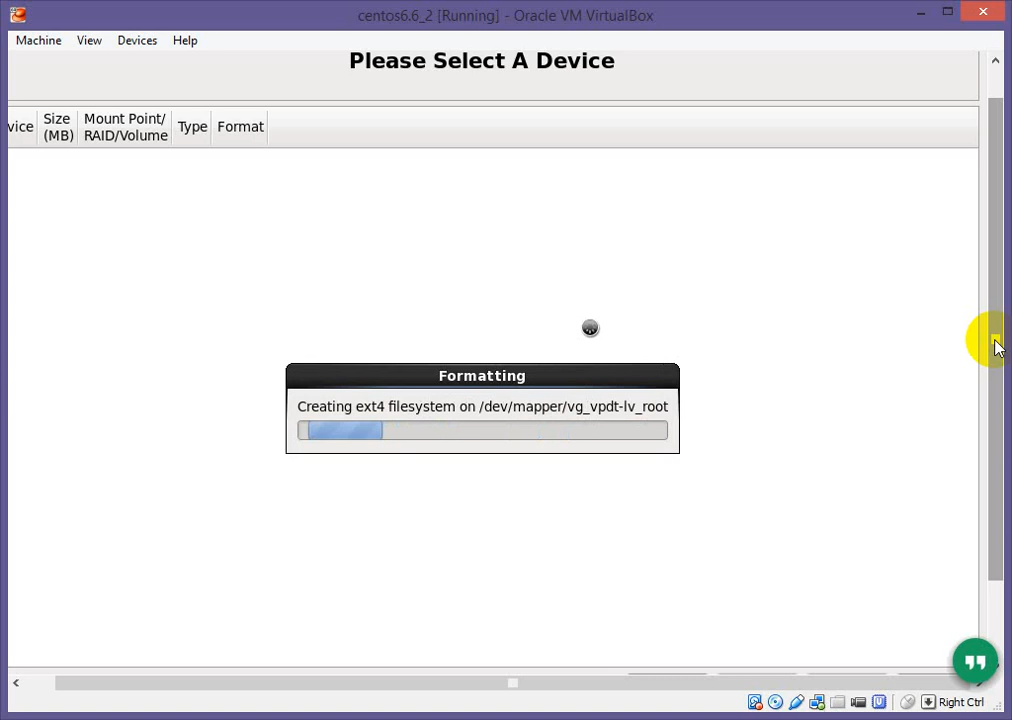 centos6.6_2 [Running] - Oracle VM VirtualBox
Machine View Devices Help
Please Select A Device
vice
Size
(MB)
Mount Point/
RAID/Volume
Type
Format
Formatting
Creating ext4 filesystem on /dev/mapper/vg_vpdt-lv_root
Right Ctrl